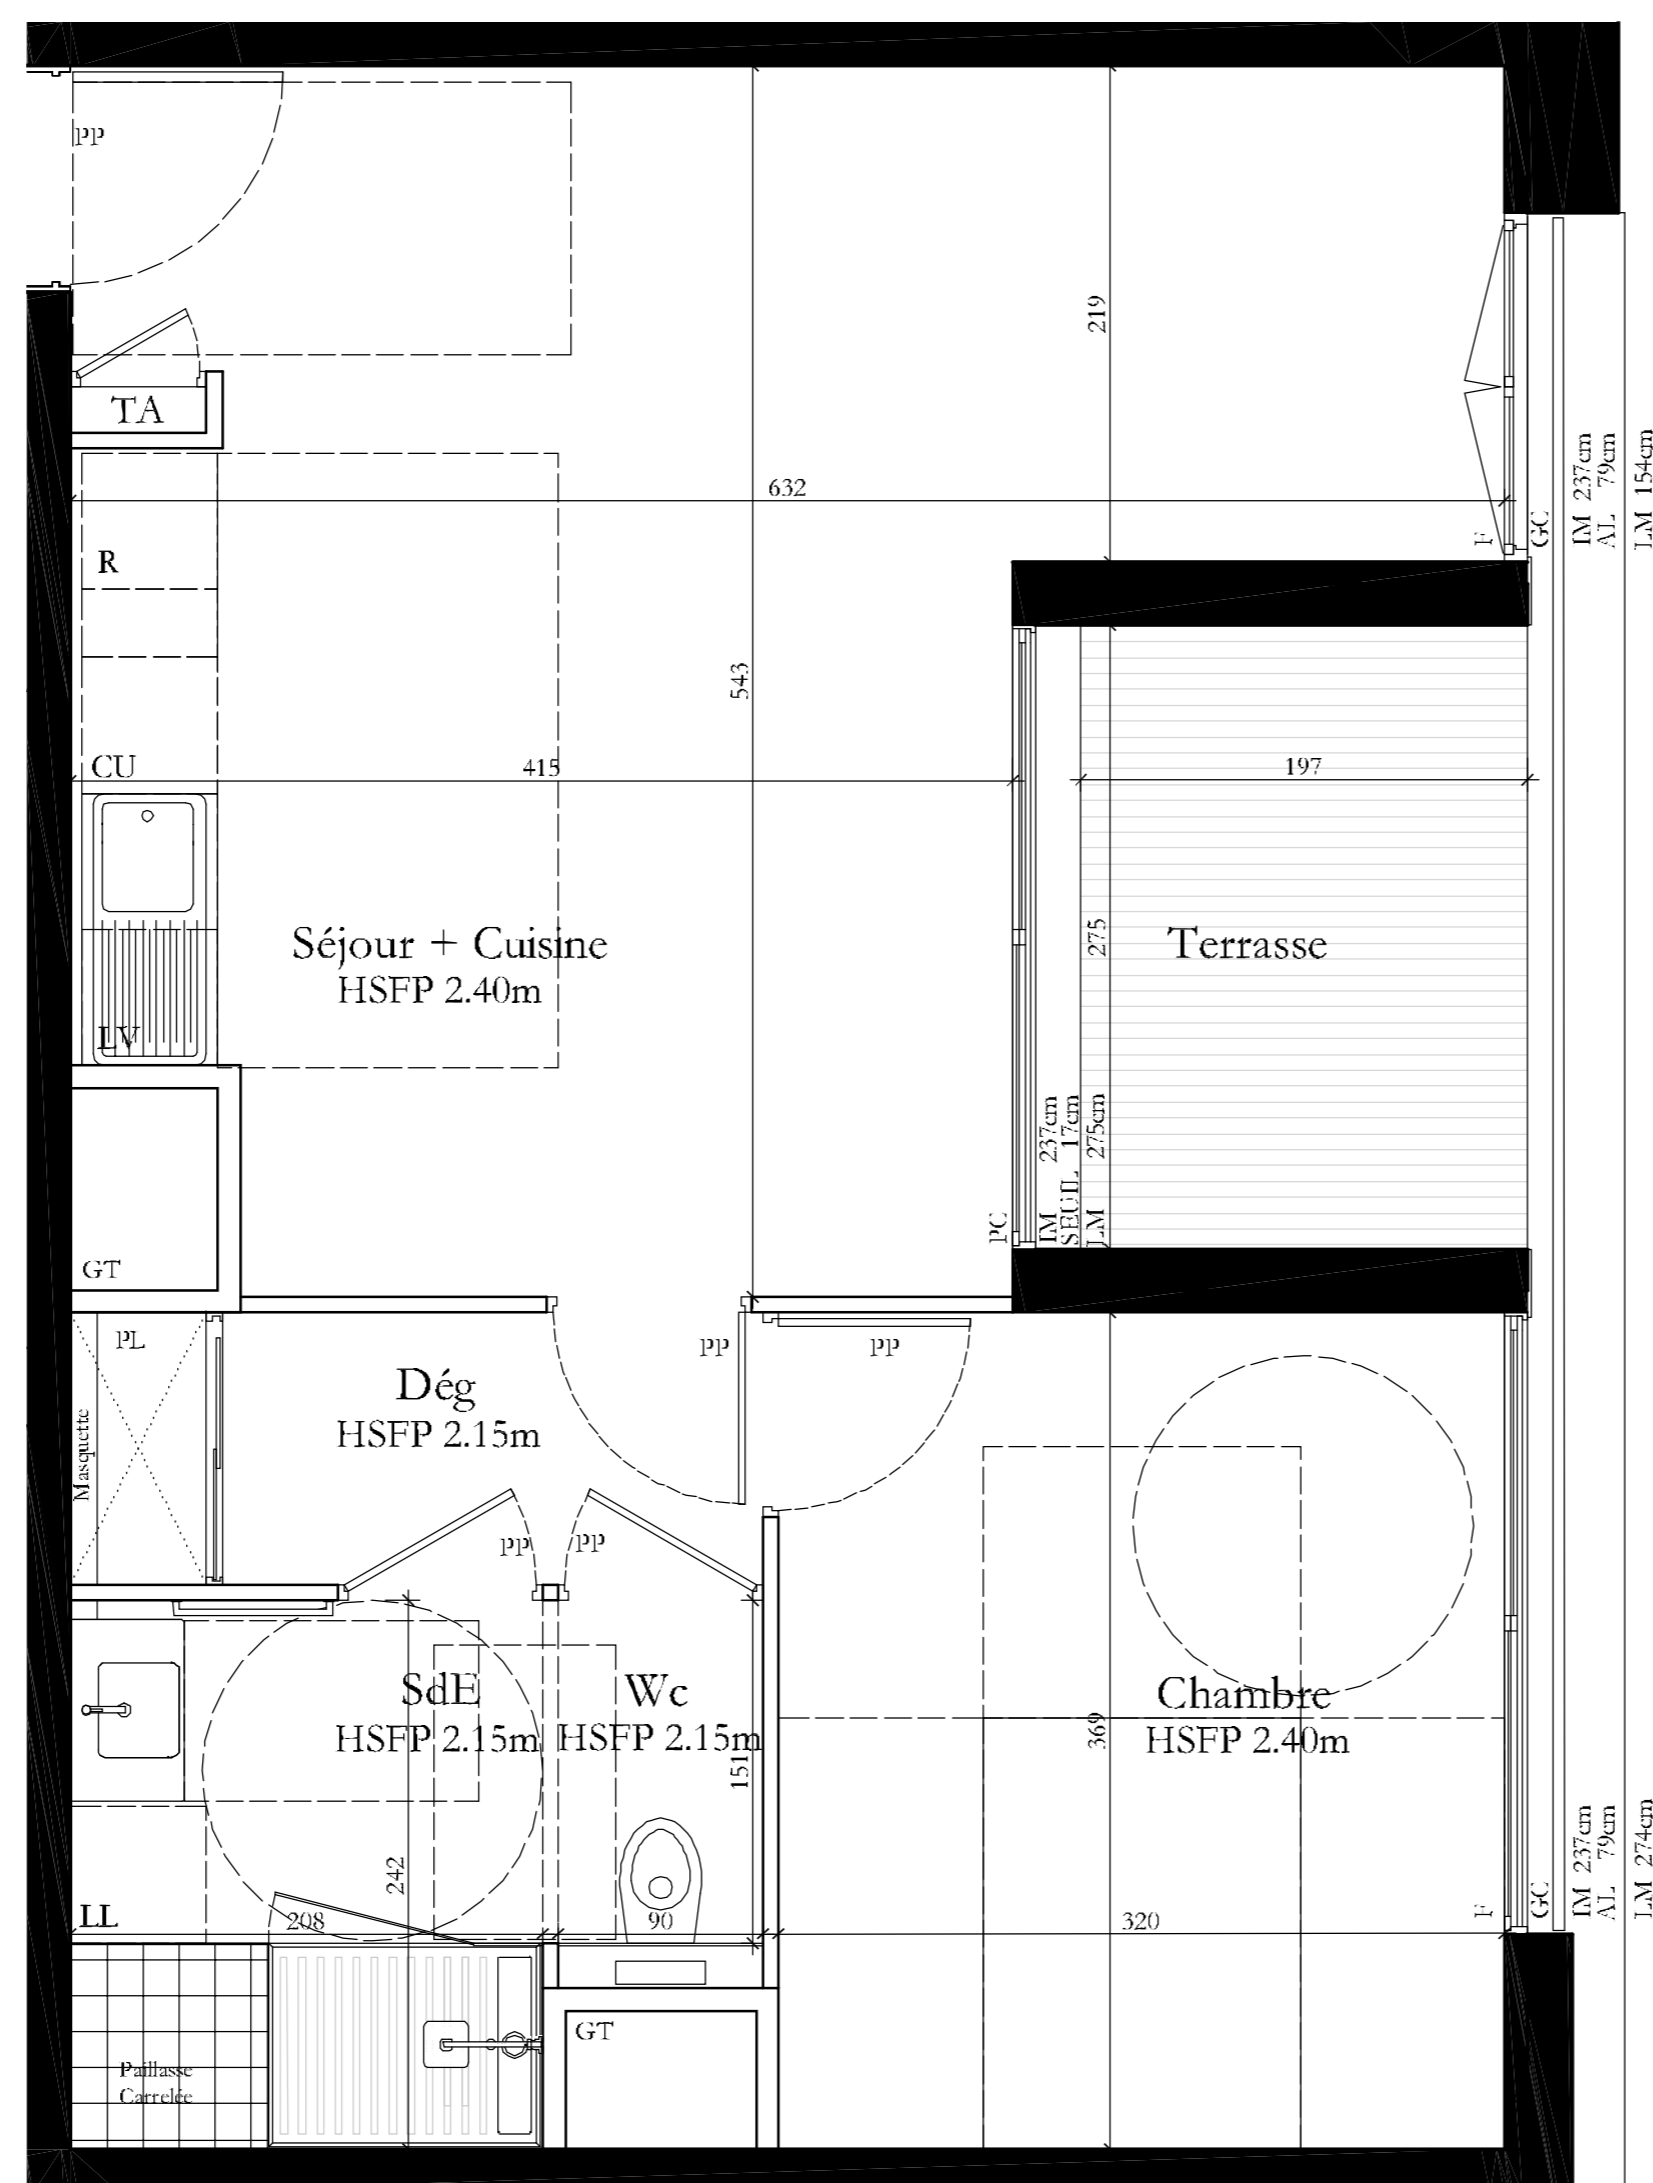 PP
219
TA
IM 237cm
AL 79cm
LM 154cm
632
F
GC
R
543
CU
415
197
Séjour + Cuisine
HSFP 2.40m
275
Terrasse
LV
IM 237cm
SEUIL 17cm
LM 275cm
PC
GT
PL
Masquette
Dég
HSFP 2.15m
PP
PP
PP
PP
SdE
HSFP 2.15m
Wc
HSFP 2.15m
Chambre
HSFP 2.40m
369
151
242
IM 237cm
AL 79cm
LM 274cm
F
GC
LL
208
90
320
GT
Paillasse
Carrelée